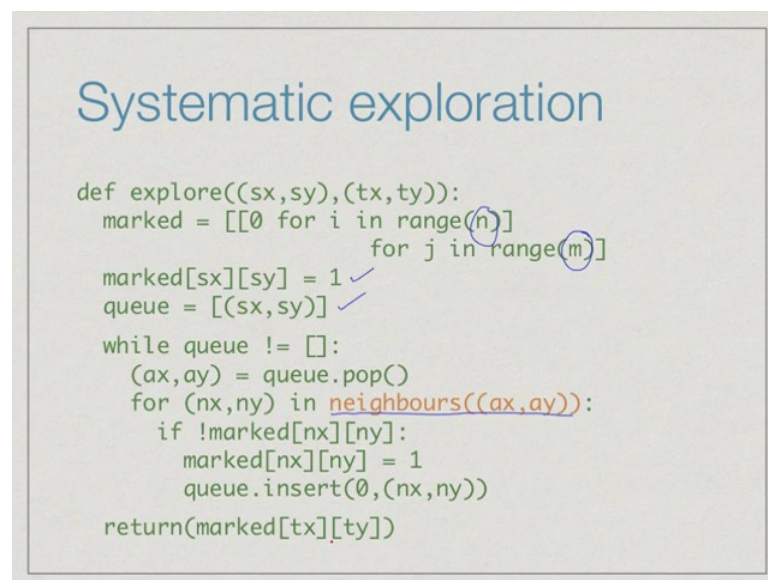 Systematic exploration
def explore((sx,sy),(tx,ty)):
marked = [[0 for i in range(n)]
for j in range(m)]
marked[sx][sy] = 1
queue = [(sx,sy)]
while queue != []:
(ax,ay) = queue.pop()
for (nx,ny) in neighbours((ax,ay)):
if !marked[nx][ny]:
marked[nx][ny] = 1
queue.insert(0,(nx,ny))
return(marked[tx][ty])